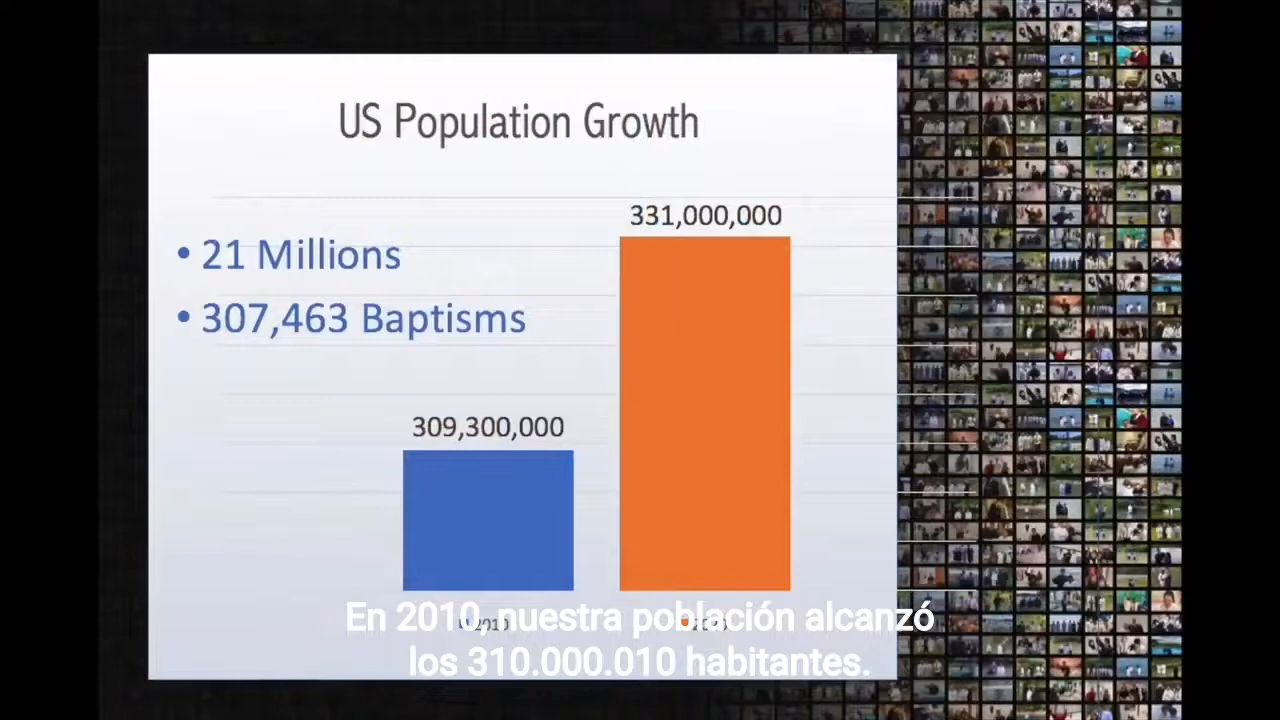 US Population Growth
331,000,000
• 21 Millions
• 307,463 Baptisms
309,300,000
2010
En 2010, nuestra población alcanzó
los 310.000.010 habitantes.